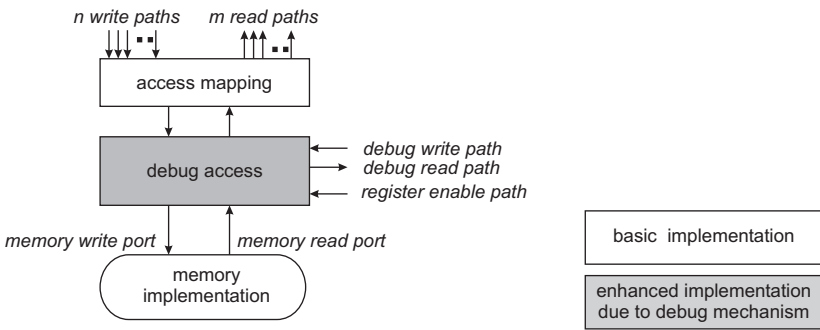 n write paths
m read paths
access mapping
debug access
debug write path
debug read path
register enable path
memory write port
memory read port
memory
implementation
basic implementation
enhanced implementation
due to debug mechanism